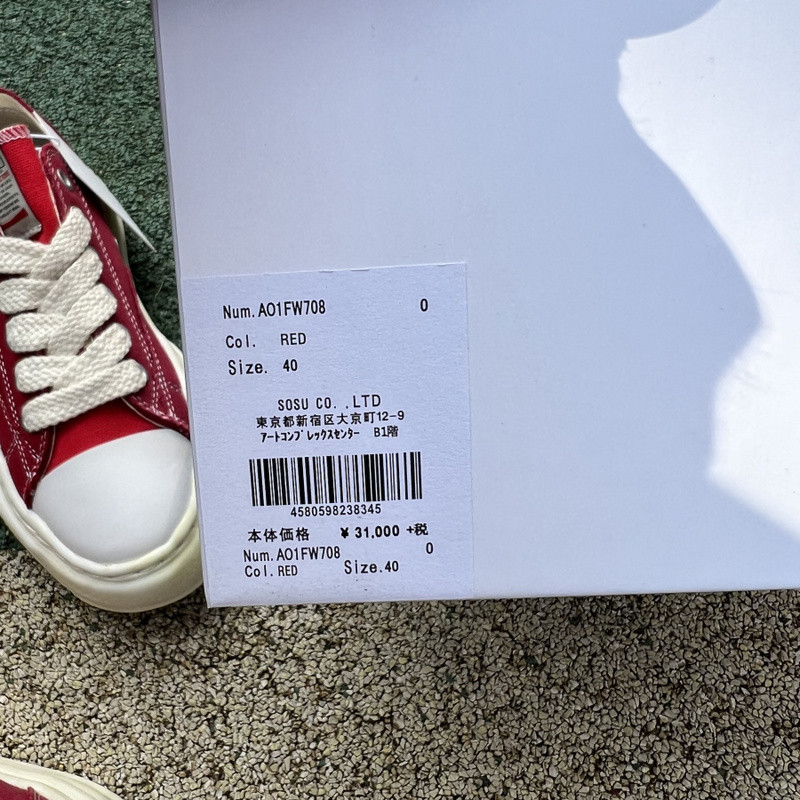 Num. A01FW708 0
Col. RED
Size. 40
SOSU CO. ,LTD
東京都新宿区大京町12-9
ｱｰﾄｺﾝﾌﾟﾚｯｸｽｾﾝﾀｰ B1階
4580598238345
本体価格 ¥ 31,000 +税
Num. A01FW708 0
Col. RED Size. 40